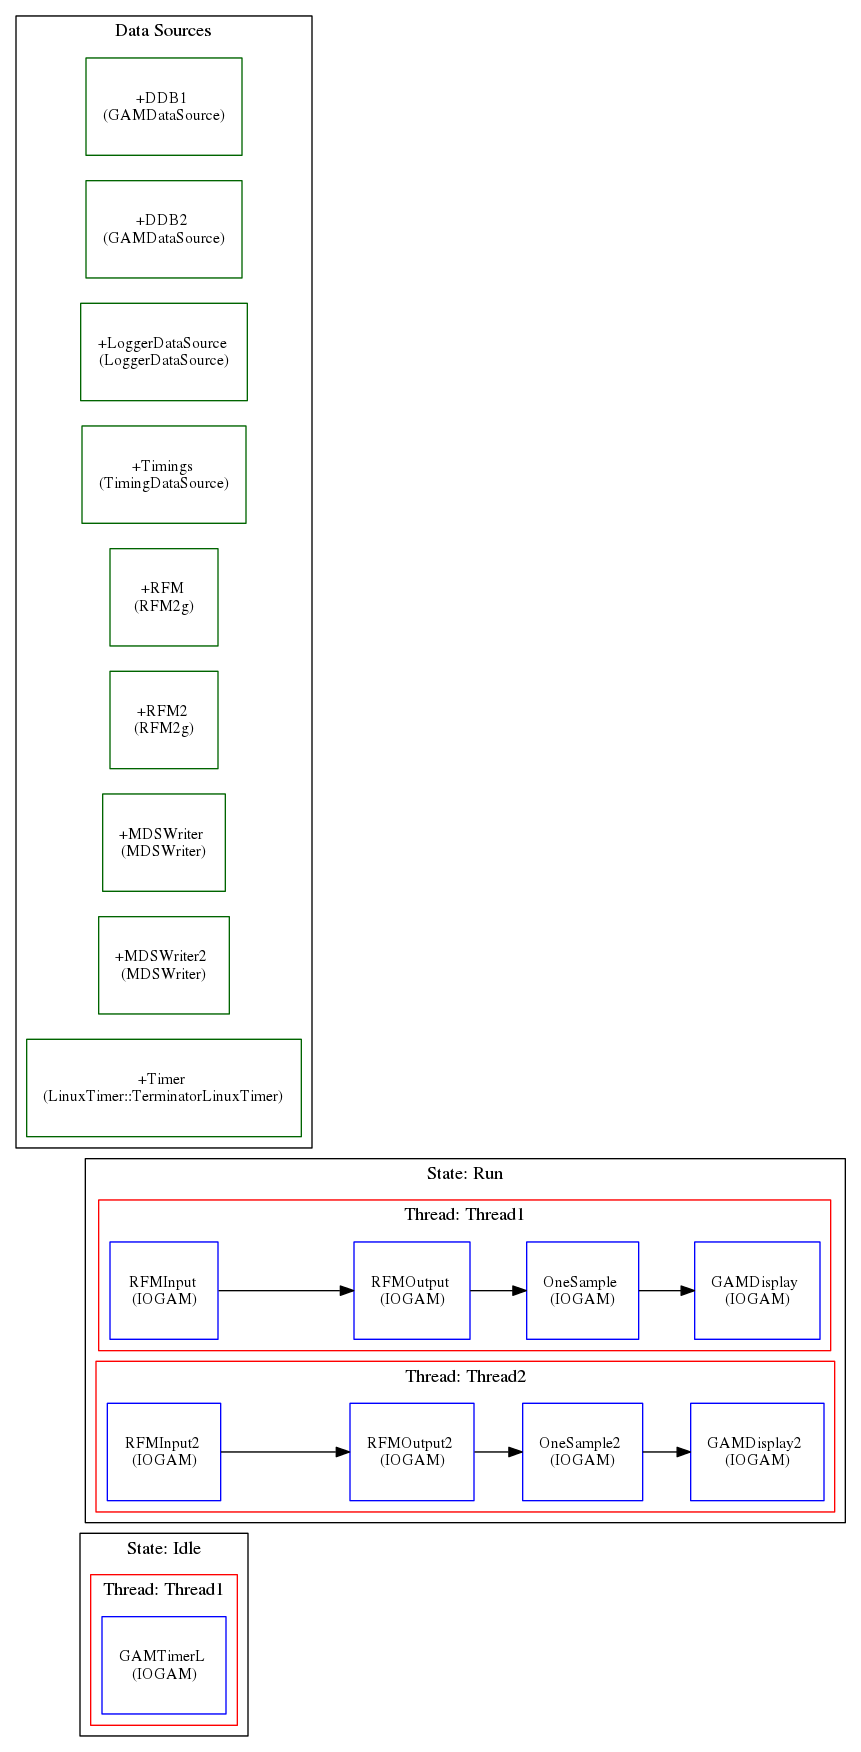 Data Sources
+DDB1
(GAMDataSource)
+DDB2
(GAMDataSource)
+LoggerDataSource
(LoggerDataSource)
+Timings
(TimingDataSource)
+RFM
(RFM2g)
+RFM2
(RFM2g)
+MDSWriter
(MDSWriter)
+MDSWriter2
(MDSWriter)
+Timer
(LinuxTimer::TerminatorLinuxTimer)
State: Run
Thread: Thread1
RFMInput
(IOGAM)
RFMOutput
(IOGAM)
OneSample
(IOGAM)
GAMDisplay
(IOGAM)
Thread: Thread2
RFMInput2
(IOGAM)
RFMOutput2
(IOGAM)
OneSample2
(IOGAM)
GAMDisplay2
(IOGAM)
State: Idle
Thread: Thread1
GAMTimerL
(IOGAM)